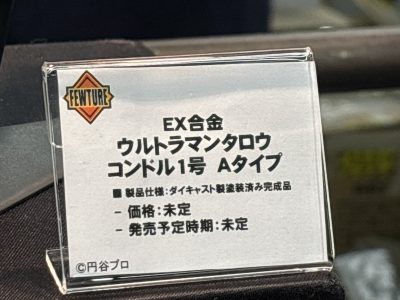 FEWTURE
EX合金
ウルトラマンタロウ
コンドル1号 Aタイプ
■ 製品仕様:ダイキャスト製塗装済み完成品
- 価格:未定
- 発売予定時期:未定
©円谷プロ